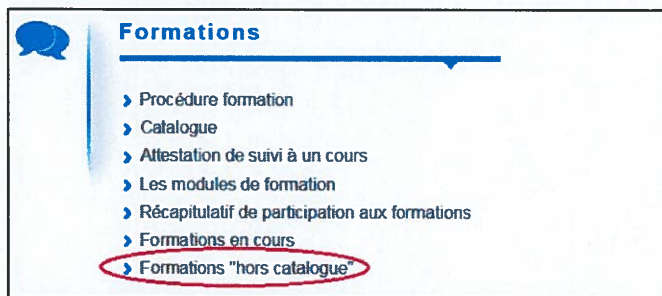 Formations
Procédure formation
Catalogue
Attestation de suivi à un cours
Les modules de formation
Récapitulatif de participation aux formations
Formations en cours
Formations "hors catalogue"